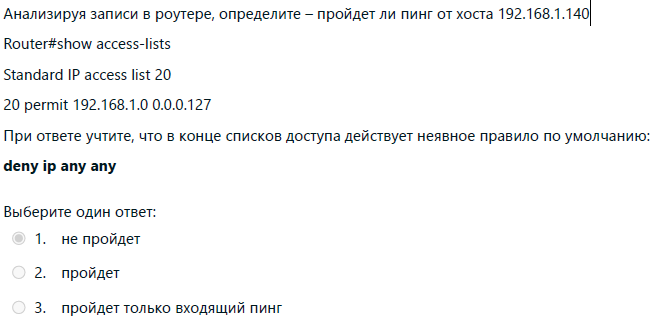 Анализируя записи в роутере, определите – пройдет ли пинг от хоста 192.168.1.140
Router#show access-lists
Standard IP access list 20
20 permit 192.168.1.0 0.0.0.127
При ответе учтите, что в конце списков доступа действует неявное правило по умолчанию:
deny ip any any
Выберите один ответ:
1. не пройдет
2. пройдет
3. пройдет только входящий пинг